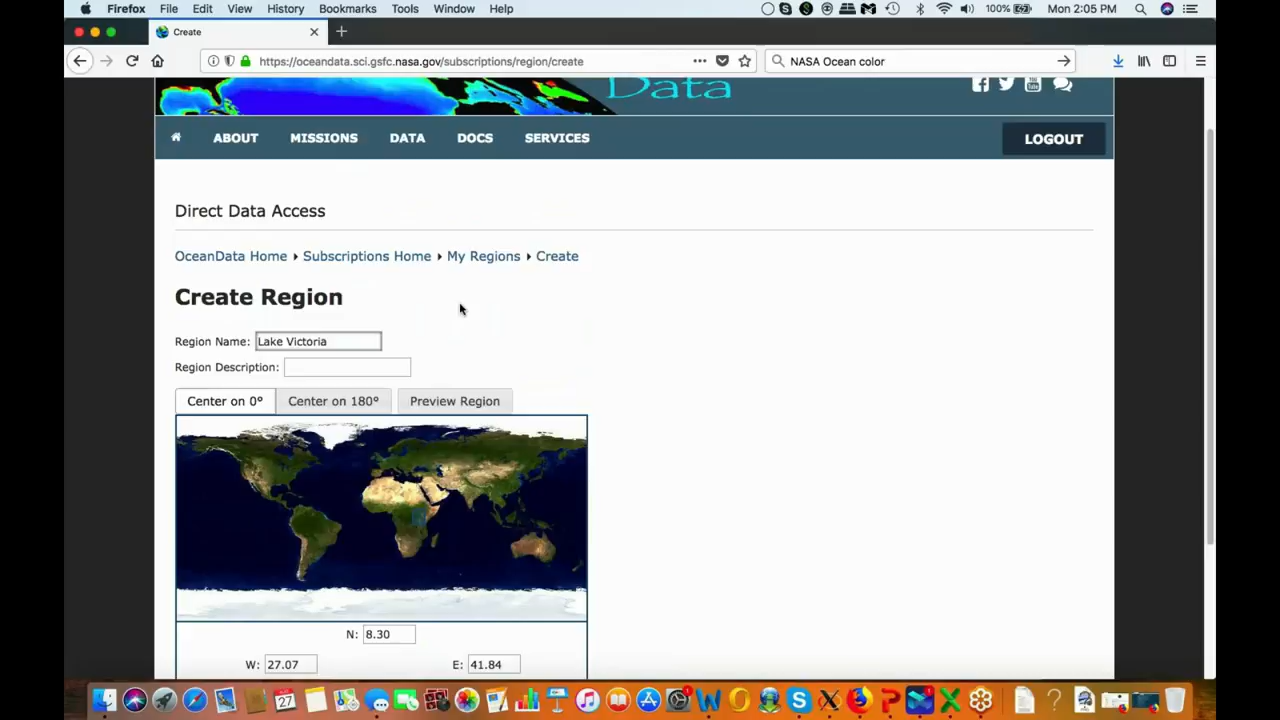 Firefox File Edit View History Bookmarks Tools Window Help 100% Mon 2:05 PM
Create
https://oceandata.sci.gsfc.nasa.gov/subscriptions/region/create NASA Ocean color
Data
ABOUT MISSIONS DATA DOCS SERVICES LOGOUT
Direct Data Access
OceanData Home Subscriptions Home My Regions Create
Create Region
Region Name: Lake Victoria
Region Description:
Center on 0° Center on 180° Preview Region
N: 8.30
W: 27.07 E: 41.84